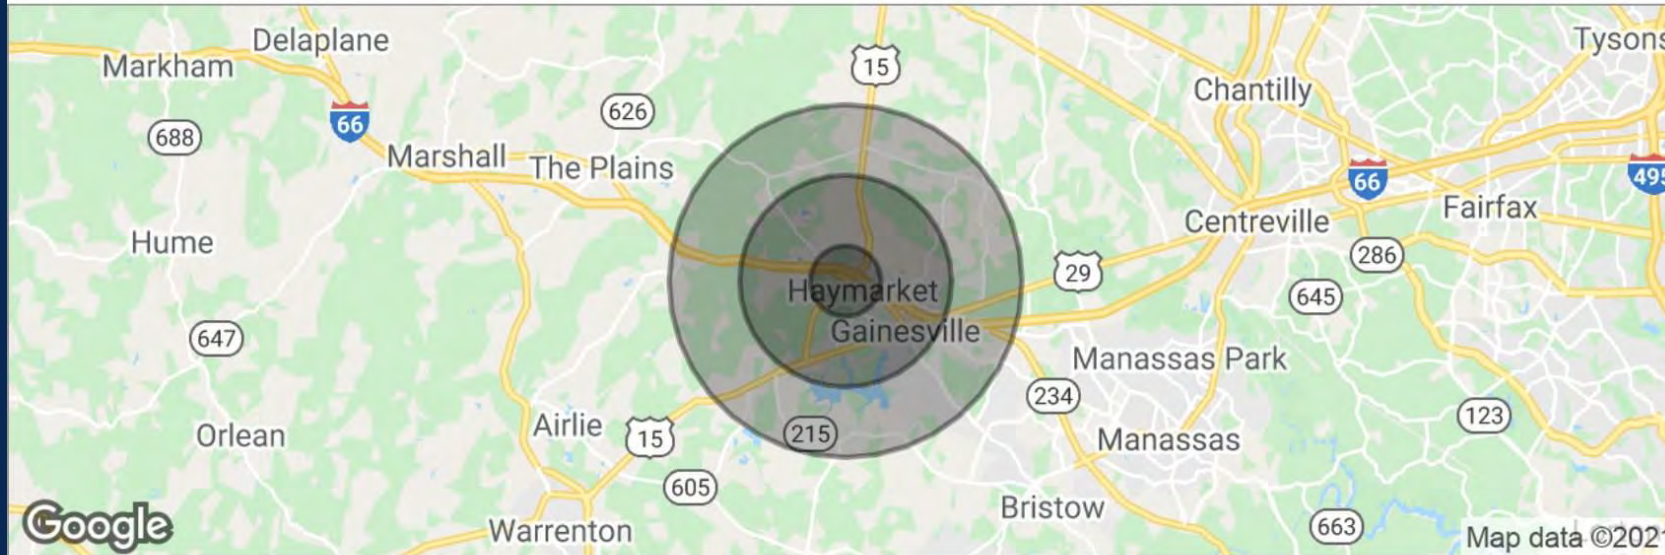 Delaplane
Tysons
Markham
15
Chantilly
626
66
688
Marshall
The Plains
66
495
Fairfax
Centreville
Hume
286
29
Haymarket
645
Gainesville
647
Manassas Park
234
123
Airlie
Orlean
15
215
Manassas
605
Bristow
Google
Warrenton
663
Map data ©2021